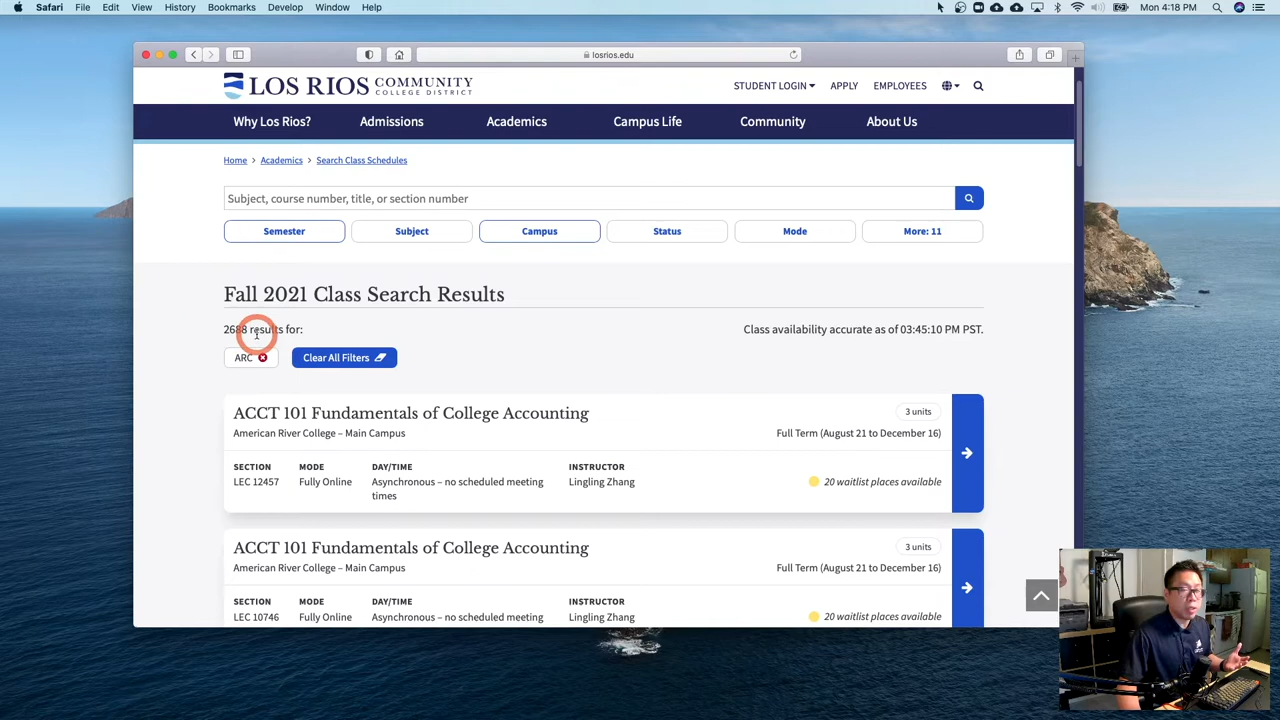 Safari File Edit View History Bookmarks Develop Window Help Mon 4:18 PM
losrios.edu
LOS RIOS COMMUNITY COLLEGE DISTRICT
STUDENT LOGIN APPLY EMPLOYEES
Why Los Rios? Admissions Academics Campus Life Community About Us
Home > Academics > Search Class Schedules
Subject, course number, title, or section number
Semester Subject Campus Status Mode More: 11
Fall 2021 Class Search Results
2688 results for: Class availability accurate as of 03:45:10 PM PST.
ARC Clear All Filters
ACCT 101 Fundamentals of College Accounting 3 units
American River College – Main Campus Full Term (August 21 to December 16)
SECTION MODE DAY/TIME INSTRUCTOR
LEC 12457 Fully Online Asynchronous – no scheduled meeting Lingling Zhang 20 waitlist places available
times
ACCT 101 Fundamentals of College Accounting 3 units
American River College – Main Campus Full Term (August 21 to December 16)
SECTION MODE DAY/TIME INSTRUCTOR
LEC 10746 Fully Online Asynchronous – no scheduled meeting Lingling Zhang 20 waitlist places available